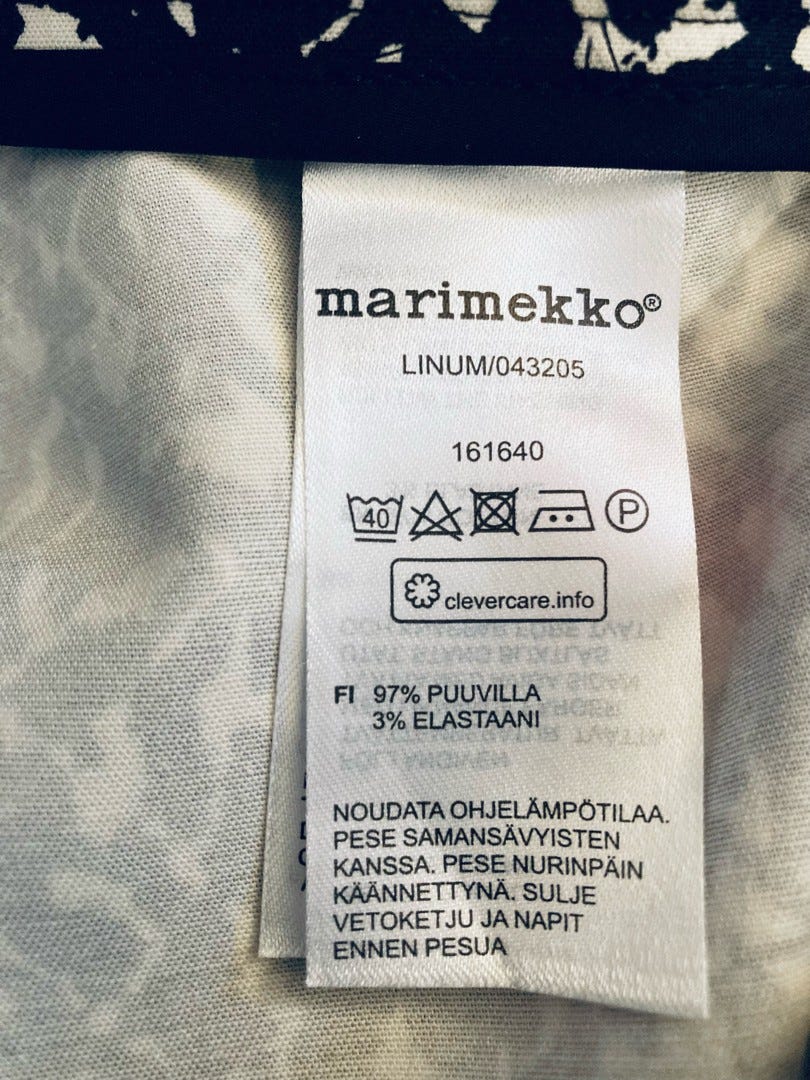 marimekko®
LINUM/043205
161640
40 P
clevercare.info
FI 97% PUUVILLA
3% ELASTAANI
NOUDATA OHJELÄMPÖTILAA.
PESE SAMANSÄVYISTEN
KANSSA. PESE NURINPÄIN
KÄÄNNETTYNÄ. SULJE
VETOKETJU JA NAPIT
ENNEN PESUA